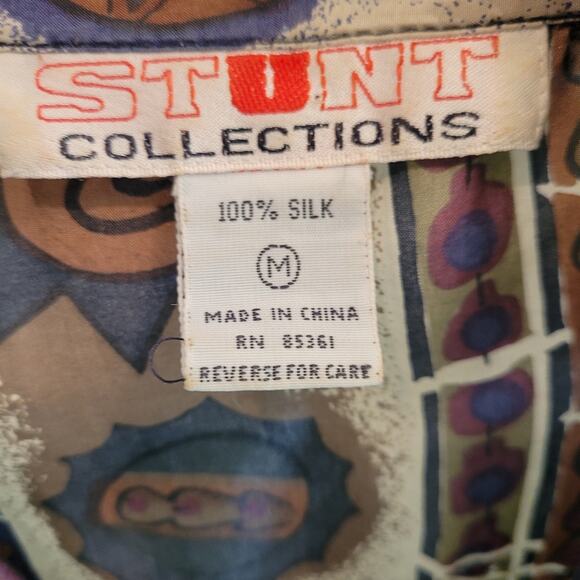 STUNT
COLLECTIONS
100% SILK
M
MADE IN CHINA
RN 85361
REVERSE FOR CARE